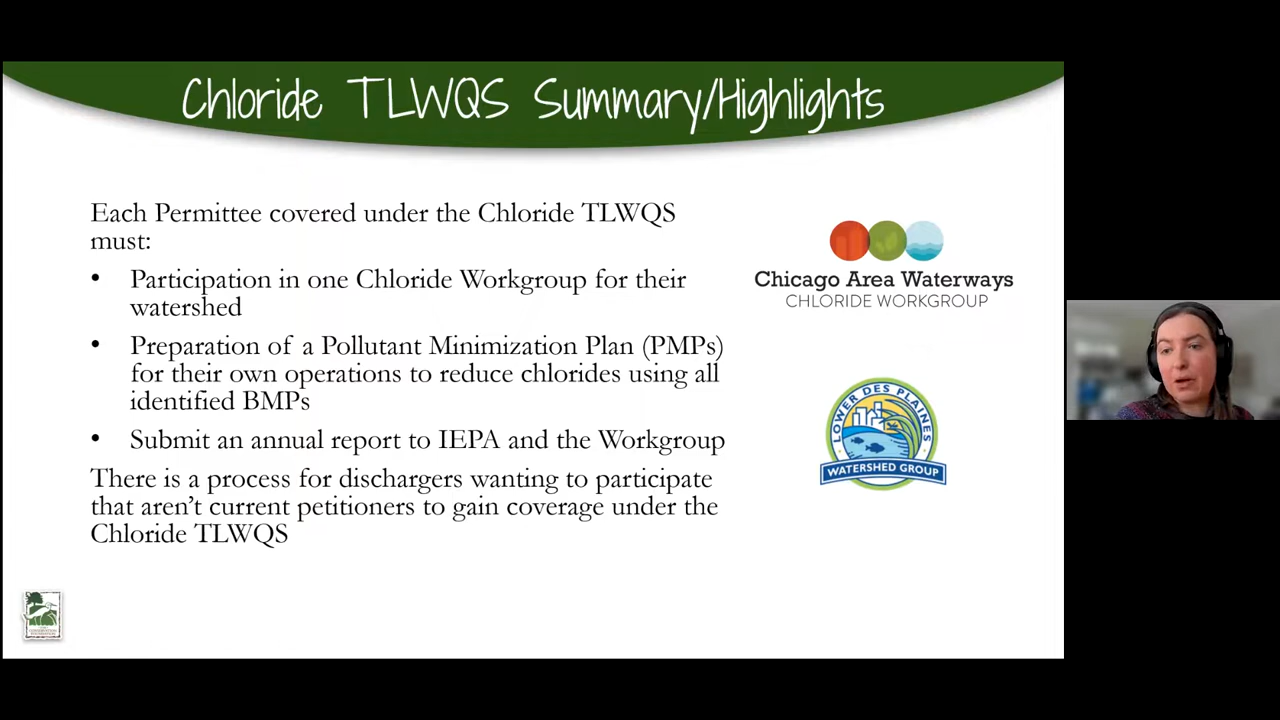 Chloride TLWQS Summary/Highlights
Each Permittee covered under the Chloride TLWQS
must:
• Participation in one Chloride Workgroup for their
watershed
• Preparation of a Pollutant Minimization Plan (PMPs)
for their own operations to reduce chlorides using all
identified BMPs
• Submit an annual report to IEPA and the Workgroup
There is a process for dischargers wanting to participate
that aren't current petitioners to gain coverage under the
Chloride TLWQS
Chicago Area Waterways
CHLORIDE WORKGROUP
LOWER DES PLAINES
WATERSHED GROUP